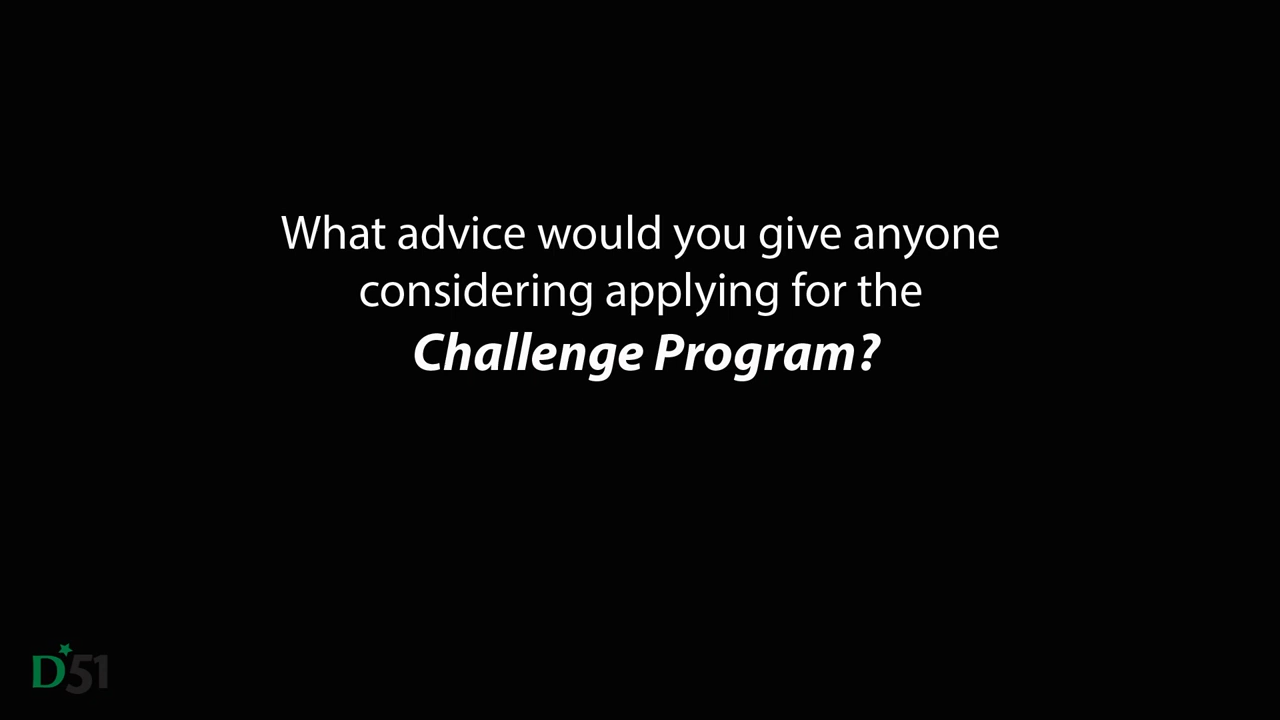 What advice would you give anyone
considering applying for the
Challenge Program?
D51